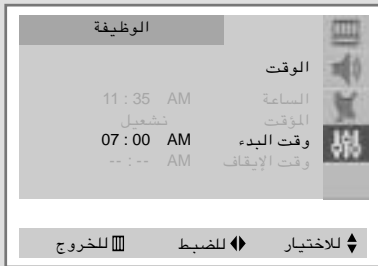 الوظيفة
الوقت
الساعة 11 : 35 AM
المؤقت تشغيل
وقت البدء 07 : 00 AM
وقت الإيقاف -- : -- AM
للاختيار للضبط للخروج